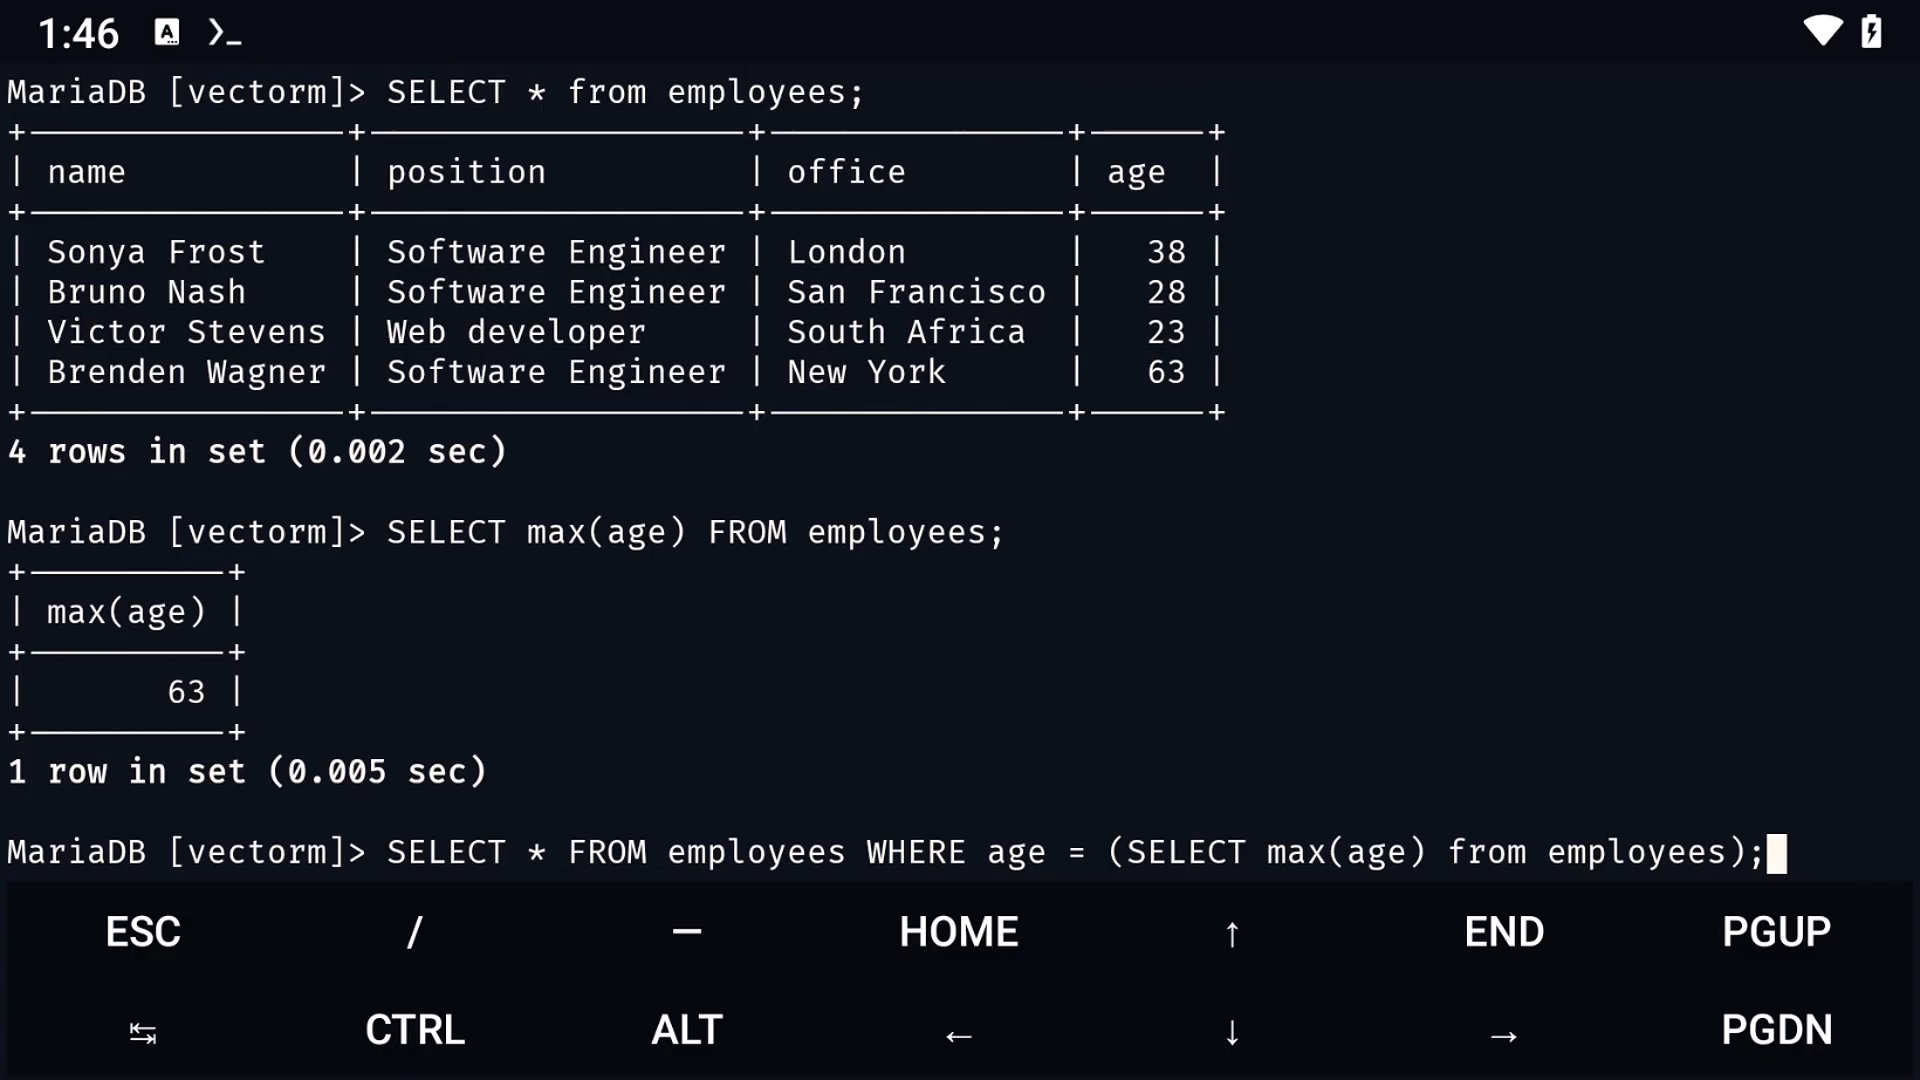 1:46 A >_
MariaDB [vectorm]> SELECT * from employees;
+----------------+-------------------+---------------+------+
| name           | position          | office        | age  |
+----------------+-------------------+---------------+------+
| Sonya Frost    | Software Engineer | London        |   38 |
| Bruno Nash     | Software Engineer | San Francisco |   28 |
| Victor Stevens | Web developer     | South Africa  |   23 |
| Brenden Wagner | Software Engineer | New York      |   63 |
+----------------+-------------------+---------------+------+
4 rows in set (0.002 sec)
MariaDB [vectorm]> SELECT max(age) FROM employees;
+----------+
| max(age) |
+----------+
|       63 |
+----------+
1 row in set (0.005 sec)
MariaDB [vectorm]> SELECT * FROM employees WHERE age = (SELECT max(age) from employees);
ESC / — HOME ↑ END PGUP
↹ CTRL ALT ← ↓ → PGDN